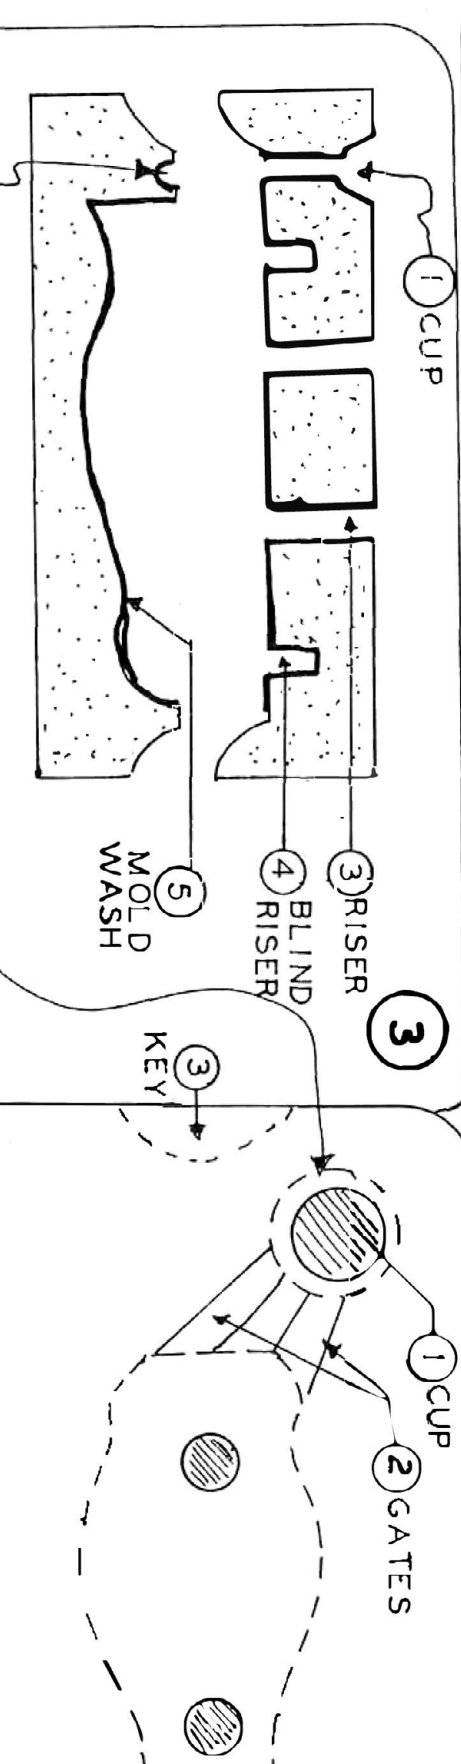 1 CUP
3 RISER
4 BLIND
RISER
5 MOLD
WASH
3
3 KEY
1 CUP
2 GATES